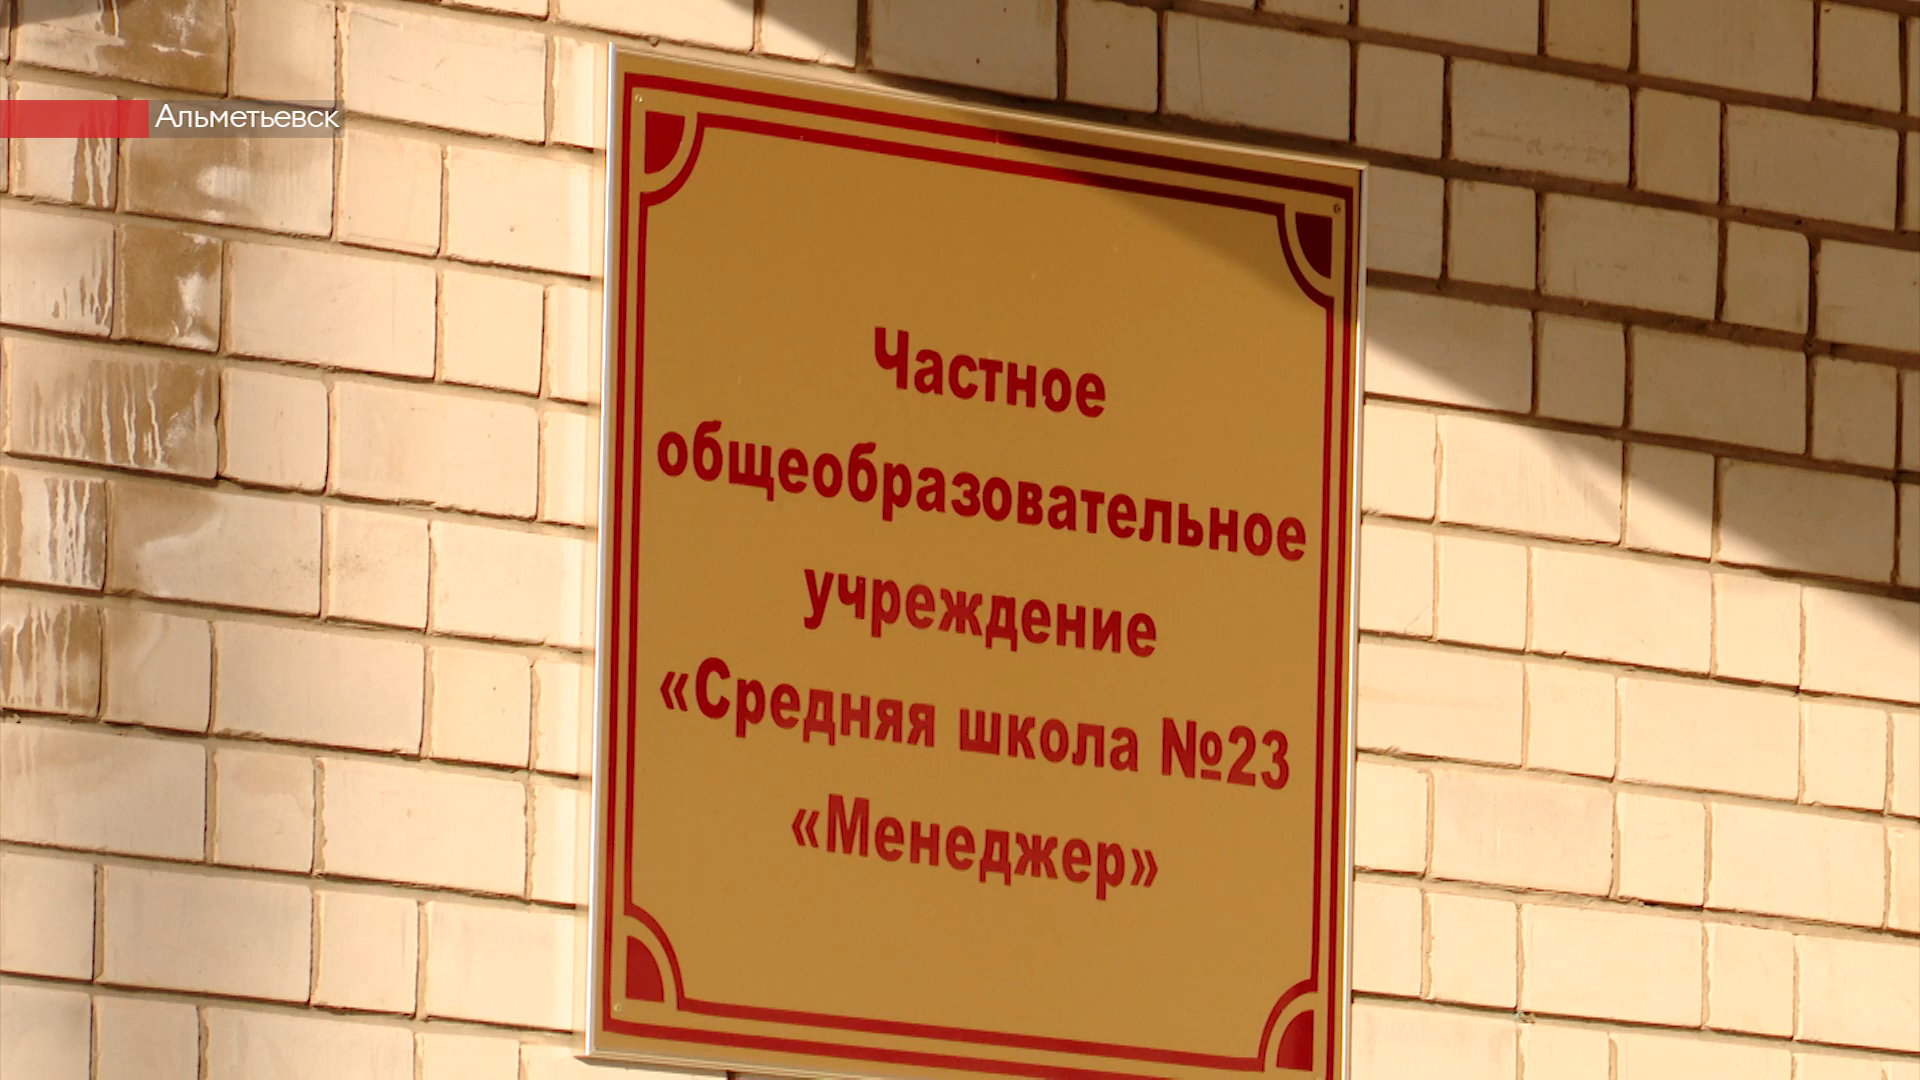 Альметьевск
Частное
общеобразовательное
учреждение
«Средняя школа №23
«Менеджер»